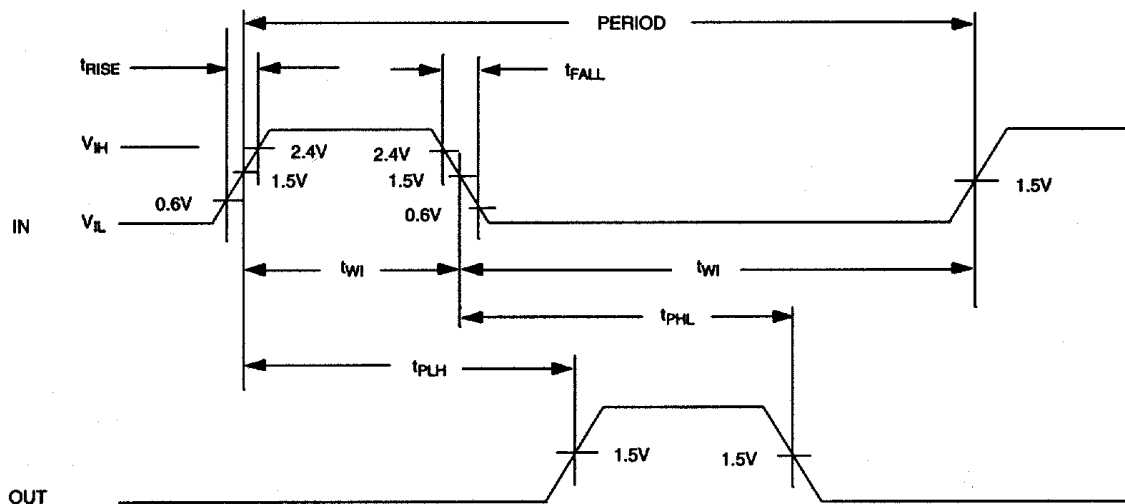 PERIOD
tRISE
tFALL
VIH
2.4V
2.4V
1.5V
1.5V
1.5V
0.6V
0.6V
IN
VIL
tWI
tWI
tPHL
tPLH
1.5V
1.5V
OUT